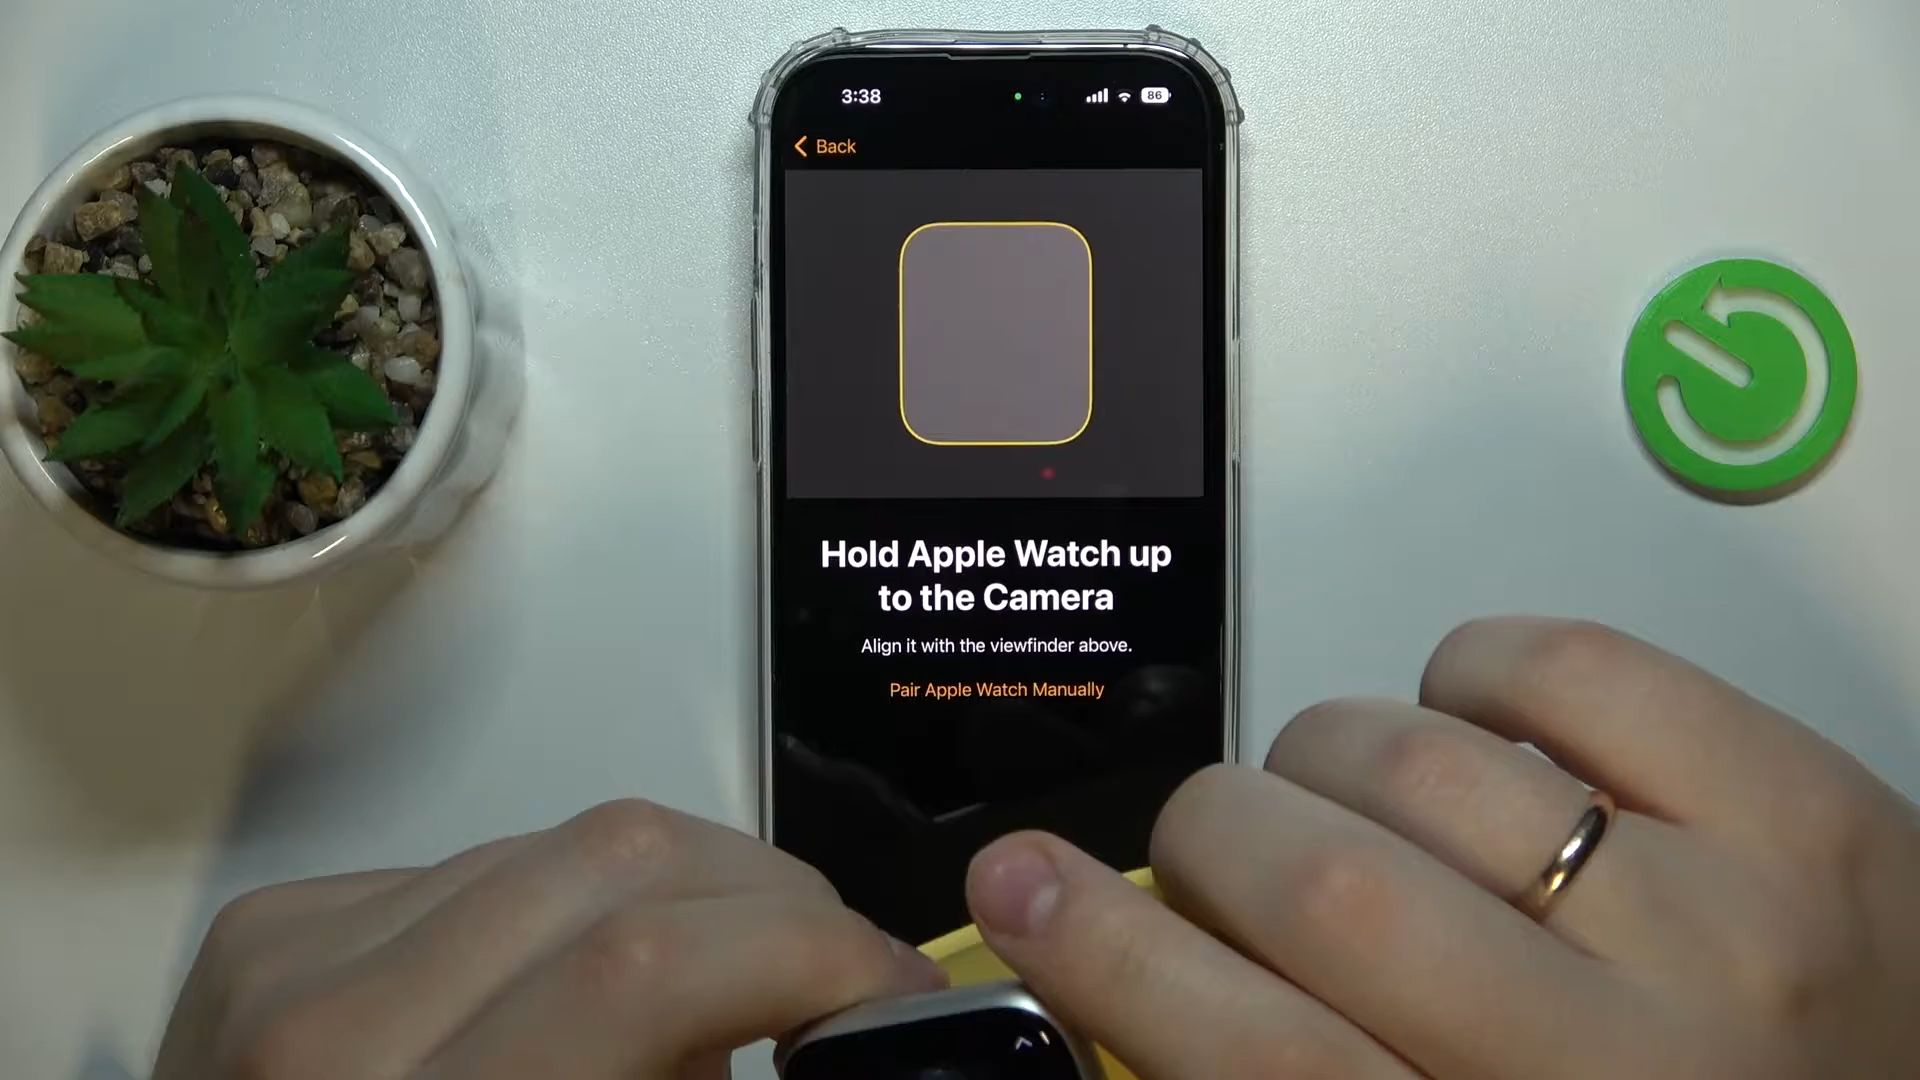 3:38
86
Back
Hold Apple Watch up
to the Camera
Align it with the viewfinder above.
Pair Apple Watch Manually